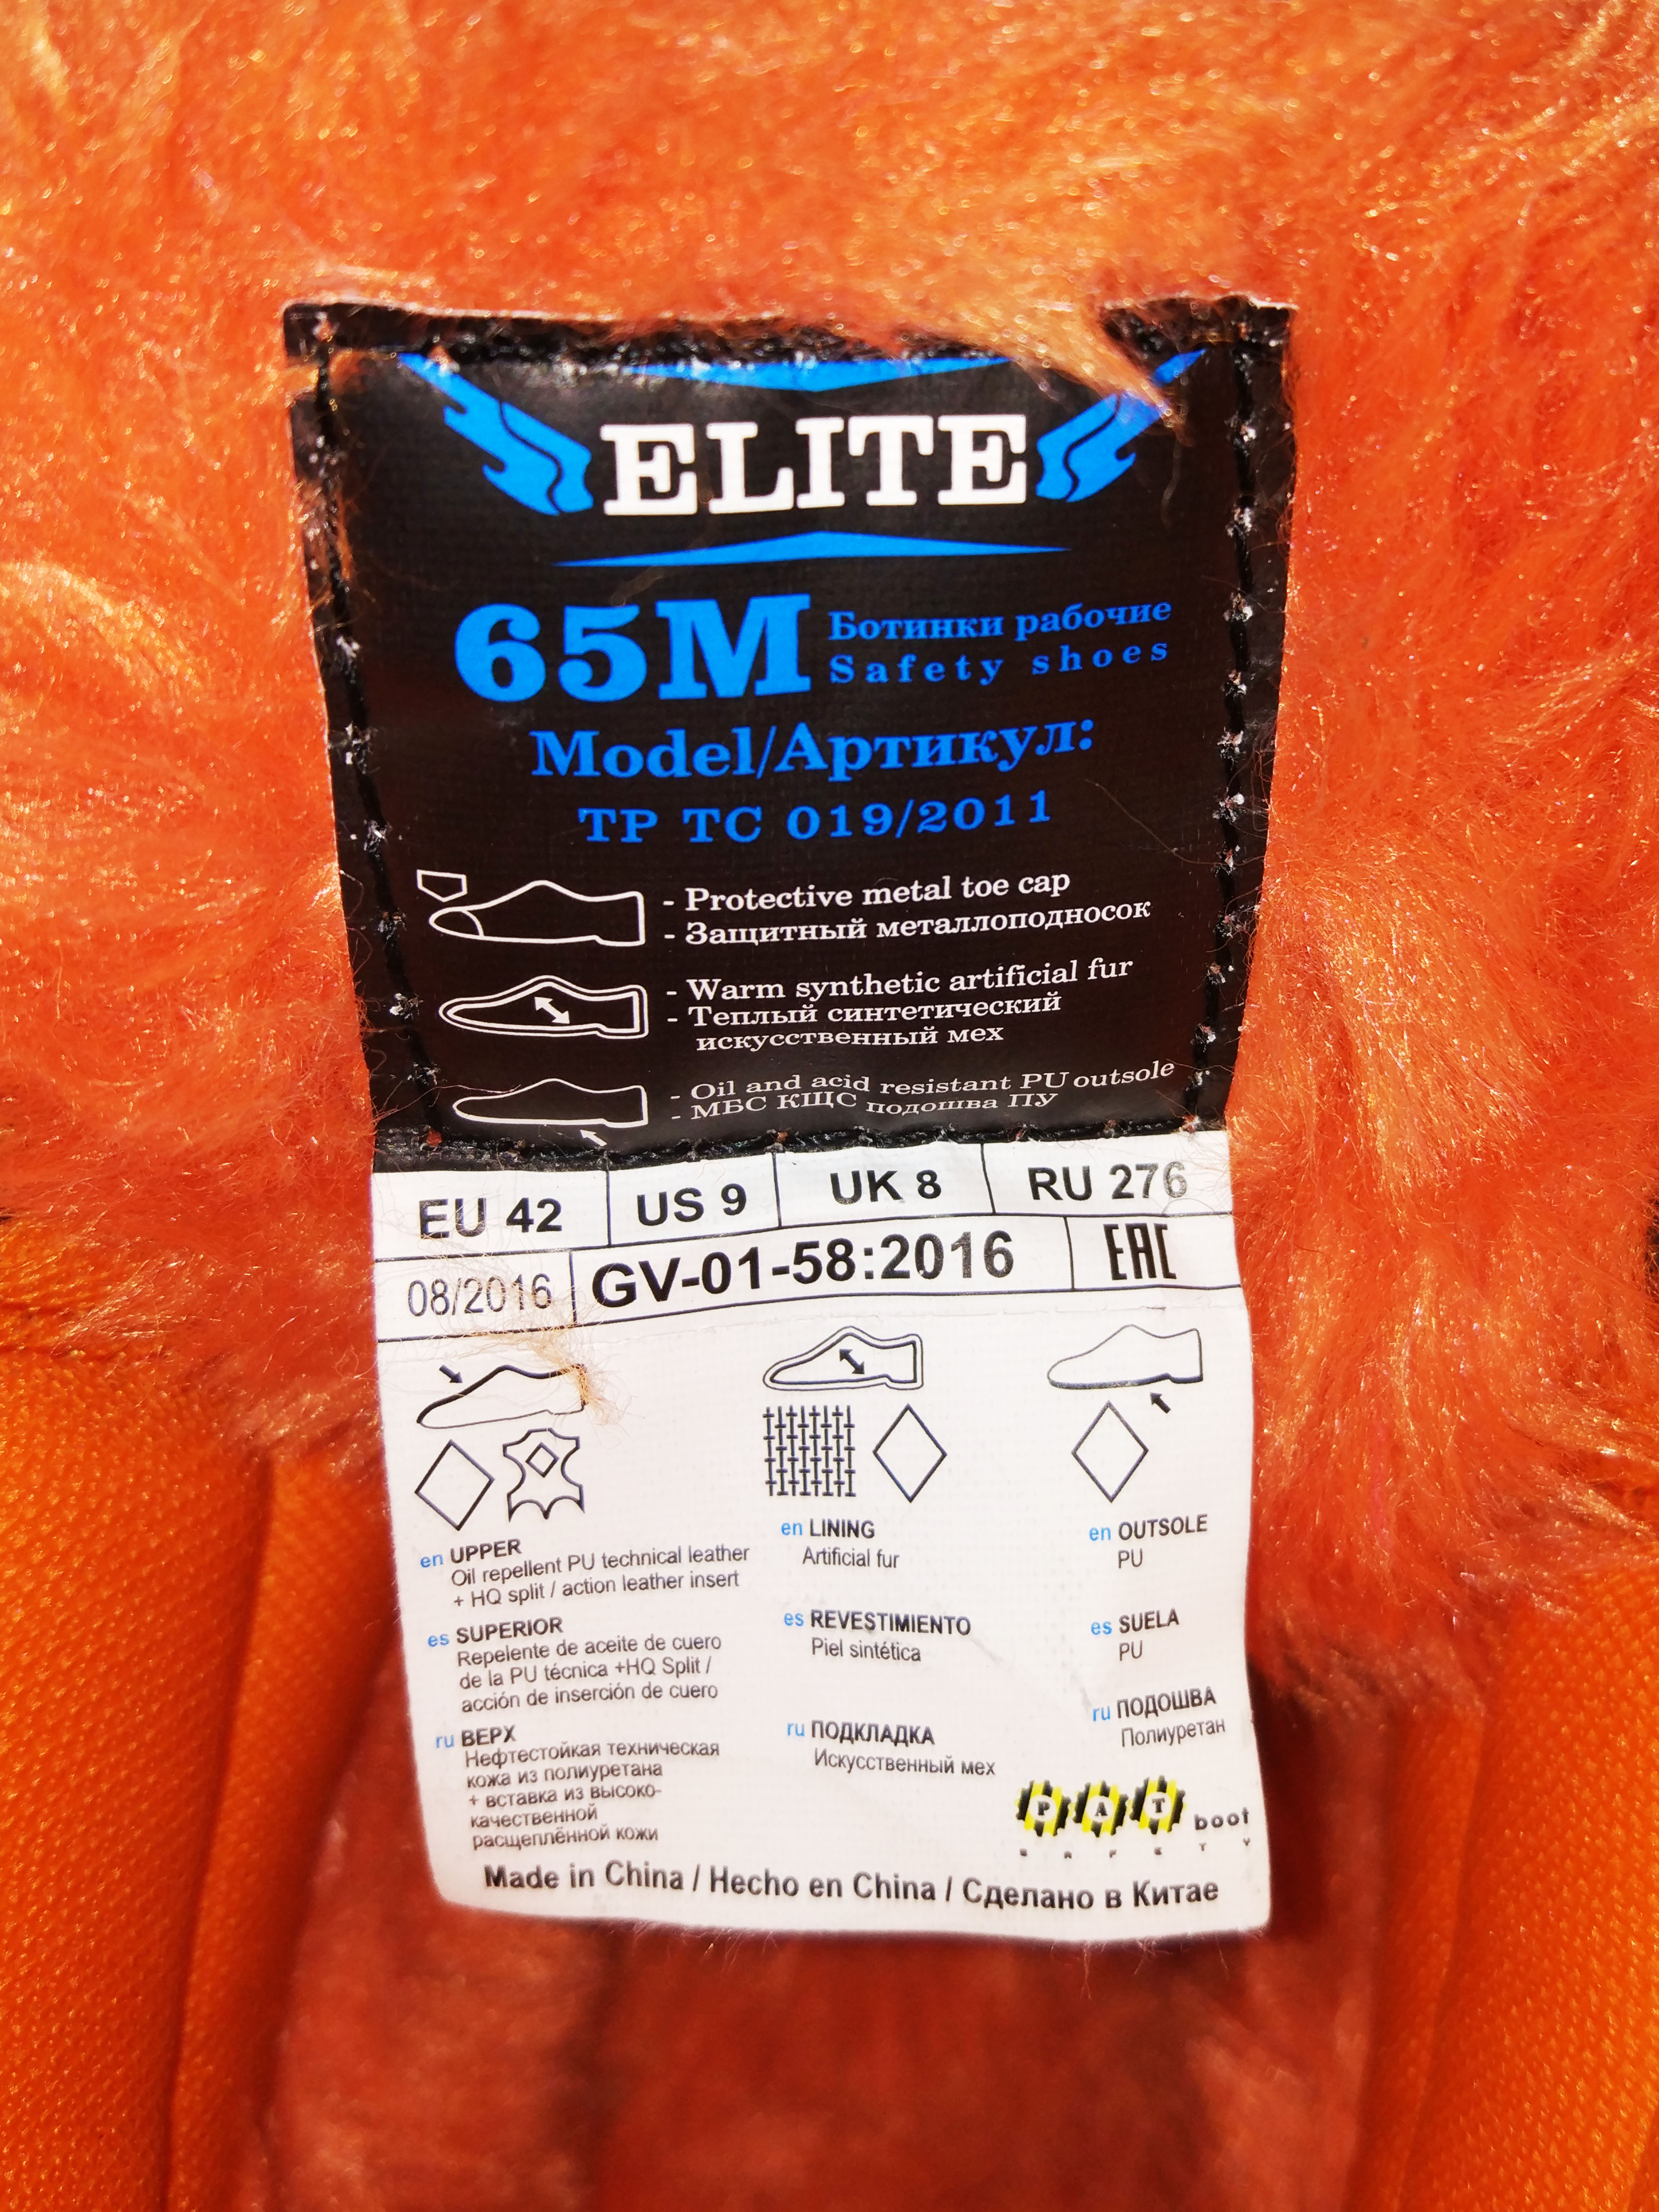 ELITE
65M Ботинки рабочие
Safety shoes
Model/Артикул:
ТР ТС 019/2011
- Protective metal toe cap
- Защитный металлоподносок
- Warm synthetic artificial fur
- Теплый синтетический
искусственный мех
- Oil and acid resistant PU outsole
- МБС КЩС подошва ПУ
EU 42 US 9 UK 8 RU 276
08/2016 GV-01-58:2016 EAC
en UPPER
Oil repellent PU technical leather
+ HQ split / action leather insert
es SUPERIOR
Repelente de aceite de cuero
de la PU técnica +HQ Split /
acción de inserción de cuero
ru ВЕРХ
Нефтестойкая техническая
кожа из полиуретана
+ вставка из высоко-
качественной
расщеплённой кожи
en LINING
Artificial fur
es REVESTIMIENTO
Piel sintética
ru ПОДКЛАДКА
Искусственный мех
en OUTSOLE
PU
es SUELA
PU
ru ПОДОШВА
Полиуретан
PAT boot
SAFETY
Made in China / Hecho en China / Сделано в Китае